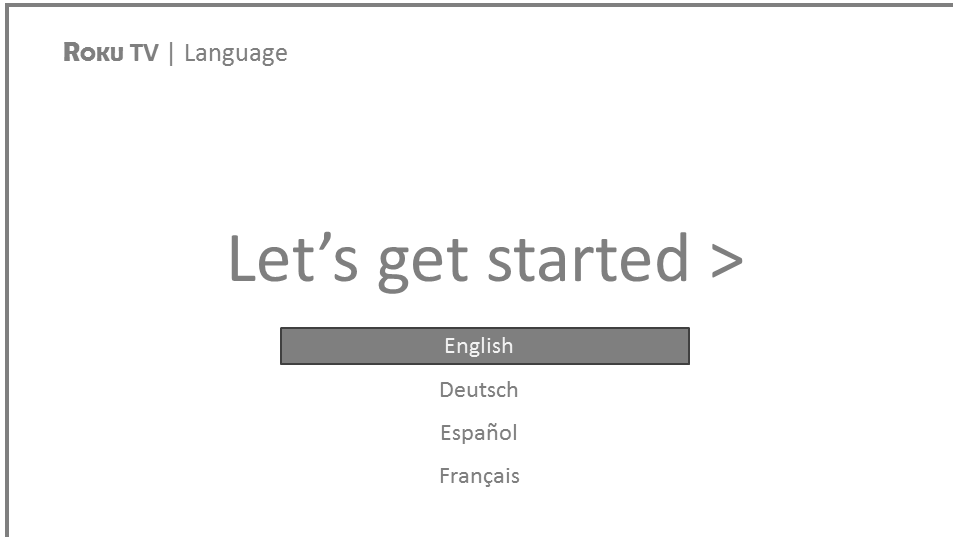 Roku TV | Language
Let’s get started >
English
Deutsch
Español
Français